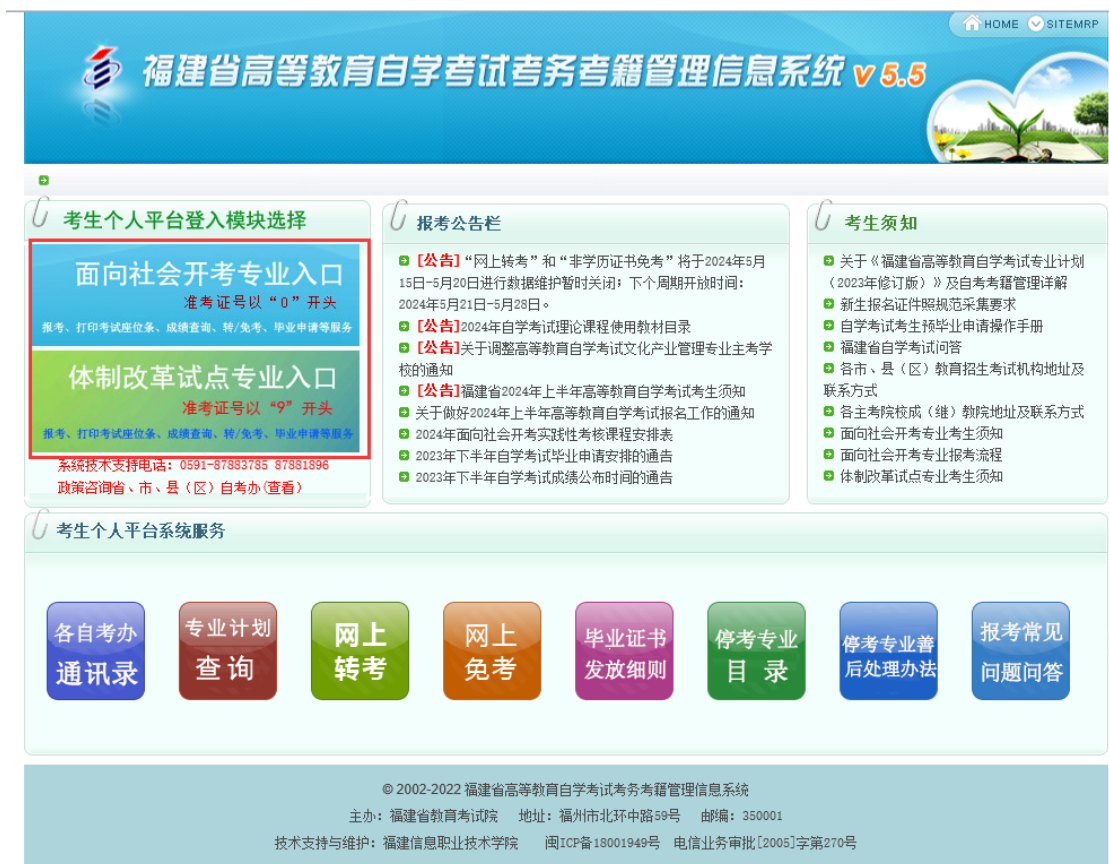 HOME SITEMRP
福建省高等教育自学考试考务考籍管理信息系统 V 5.5
考生个人平台登入模块选择
面向社会开考专业入口
准考证号以“0”开头
报考、打印考试座位条、成绩查询、转/免考、毕业申请等服务
体制改革试点专业入口
准考证号以 “9” 开头
报考、打印考试座位条、成绩查询、转/免考、毕业申请等服务
系统技术支持电话: 0591-87883785 87881896
政策咨询省、市、县(区)自考办(查看)
报考公告栏
[公告]“网上转考”和“非学历证书免考”将于2024年5月
15日-5月20日进行数据维护暂时关闭;下个周期开放时间:
2024年5月21日-5月28日。
[公告]2024年自学考试理论课程使用教材目录
[公告]关于调整高等教育自学考试文化产业管理专业主考学
校的通知
[公告]福建省2024年上半年高等教育自学考试考生须知
关于做好2024年上半年高等教育自学考试报名工作的通知
2024年面向社会开考实践性考核课程安排表
2023年下半年自学考试毕业申请安排的通告
2023年下半年自学考试成绩公布时间的通告
考生须知
关于《福建省高等教育自学考试专业计划
(2023年修订版)》及自考考籍管理详解
新生报名证件照规范采集要求
自学考试考生预毕业申请操作手册
福建省自学考试问答
各市、县(区)教育招生考试机构地址及
联系方式
各主考院校成(继)教院地址及联系方式
面向社会开考专业考生须知
面向社会开考专业报考流程
体制改革试点专业考生须知
考生个人平台系统服务
各自考办
通讯录
专业计划
查 询
网上
转考
网上
免考
毕业证书
发放细则
停考专业
目 录
停考专业善
后处理办法
报考常见
问题问答
© 2002-2022 福建省高等教育自学考试考务考籍管理信息系统
主办: 福建省教育考试院 地址: 福州市北环中路59号 邮编: 350001
技术支持与维护: 福建信息职业技术学院 闽ICP备18001949号 电信业务审批[2005]字第270号